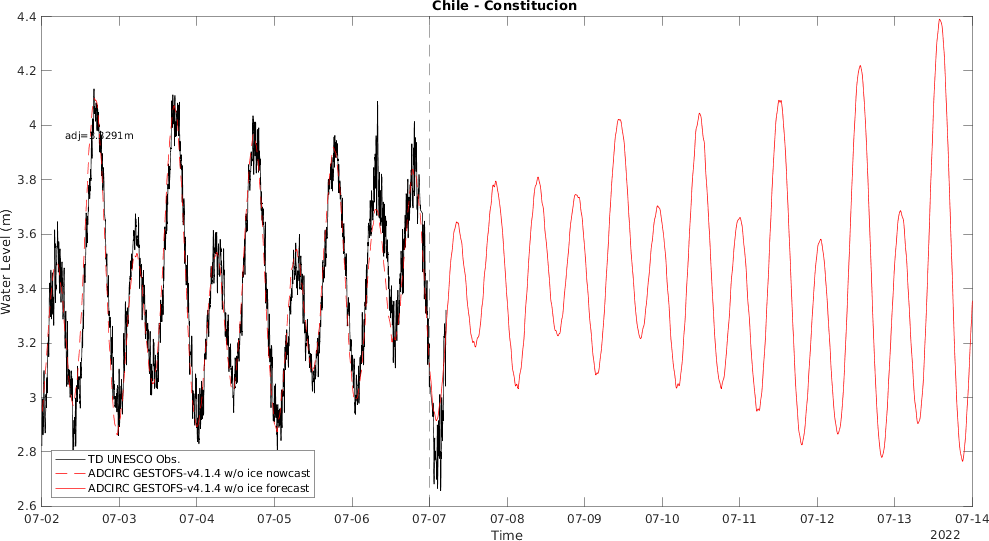 Chile - Constitucion
4.4
4.2
4
3.8
3.6
3.4
3.2
3
2.8
2.6
Water Level (m)
TD UNESCO Obs.
ADCIRC GESTOFS-v4.1.4 w/o ice nowcast
ADCIRC GESTOFS-v4.1.4 w/o ice forecast
07-02 07-03 07-04 07-05 07-06 07-07 07-08 07-09 07-10 07-11 07-12 07-13 07-14
Time
2022